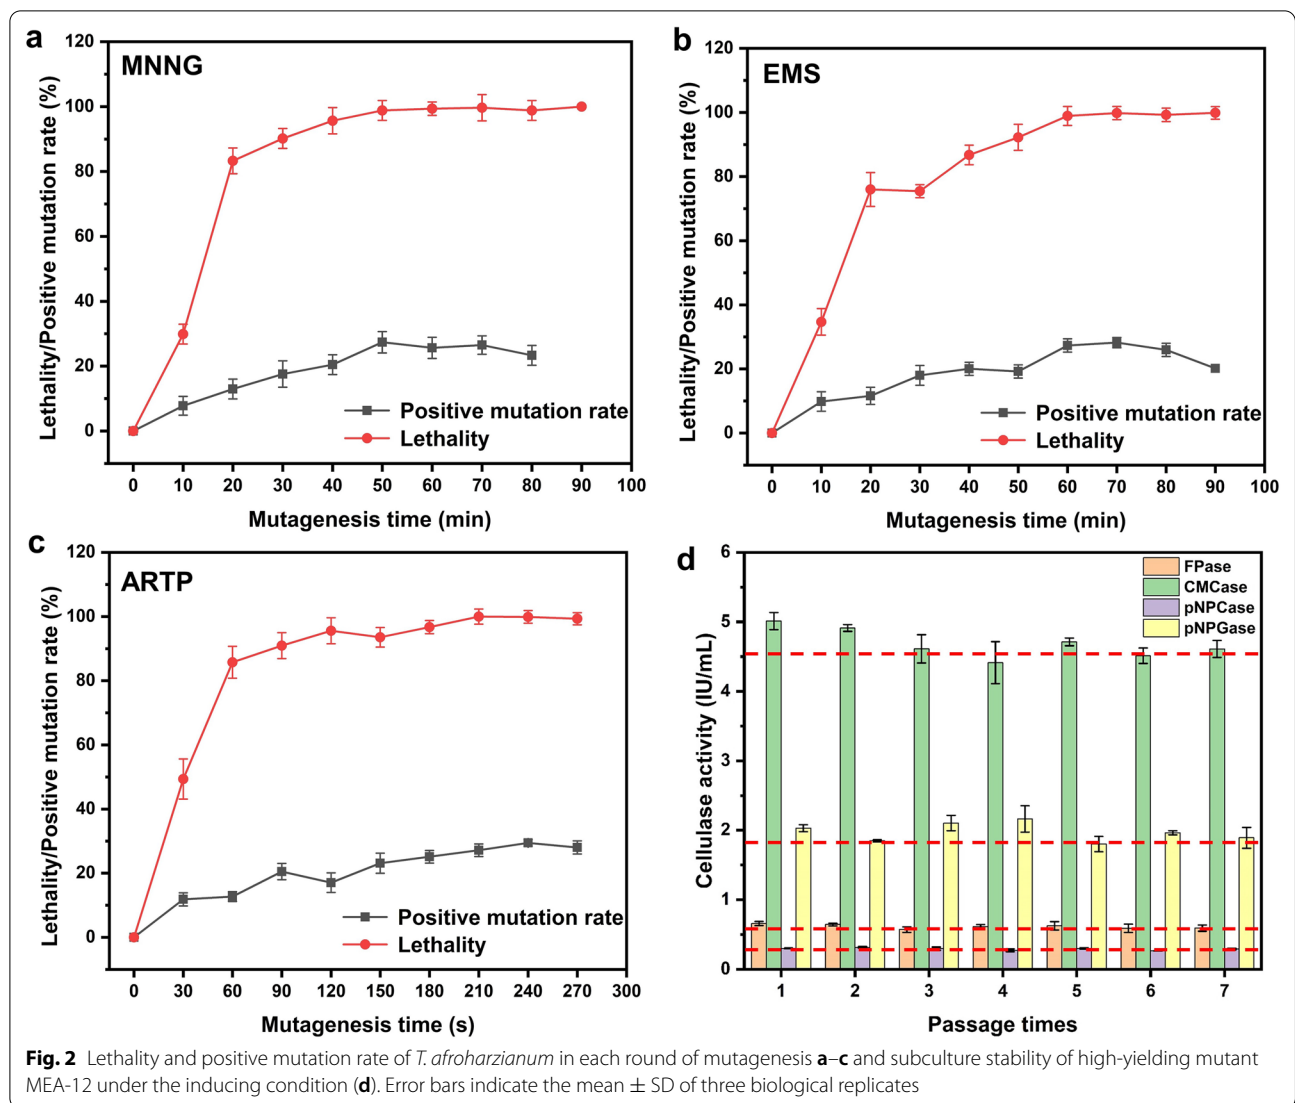 a
MNNG
Lethality/Positive mutation rate (%)
120
100
80
60
40
20
0
Positive mutation rate
Lethality
0 10 20 30 40 50 60 70 80 90 100
Mutagenesis time (min)
b
EMS
Lethality/Positive mutation rate (%)
120
100
80
60
40
20
0
Positive mutation rate
Lethality
0 10 20 30 40 50 60 70 80 90 100
Mutagenesis time (min)
c
ARTP
Lethality/Positive mutation rate (%)
120
100
80
60
40
20
0
Positive mutation rate
Lethality
0 30 60 90 120 150 180 210 240 270 300
Mutagenesis time (s)
d
Cellulase activity (IU/mL)
6
5
4
3
2
1
0
FPase
CMCase
pNPCase
pNPGase
1 2 3 4 5 6 7
Passage times
Fig. 2 Lethality and positive mutation rate of T. afroharzianum in each round of mutagenesis a–c and subculture stability of high-yielding mutant
MEA-12 under the inducing condition (d). Error bars indicate the mean ± SD of three biological replicates